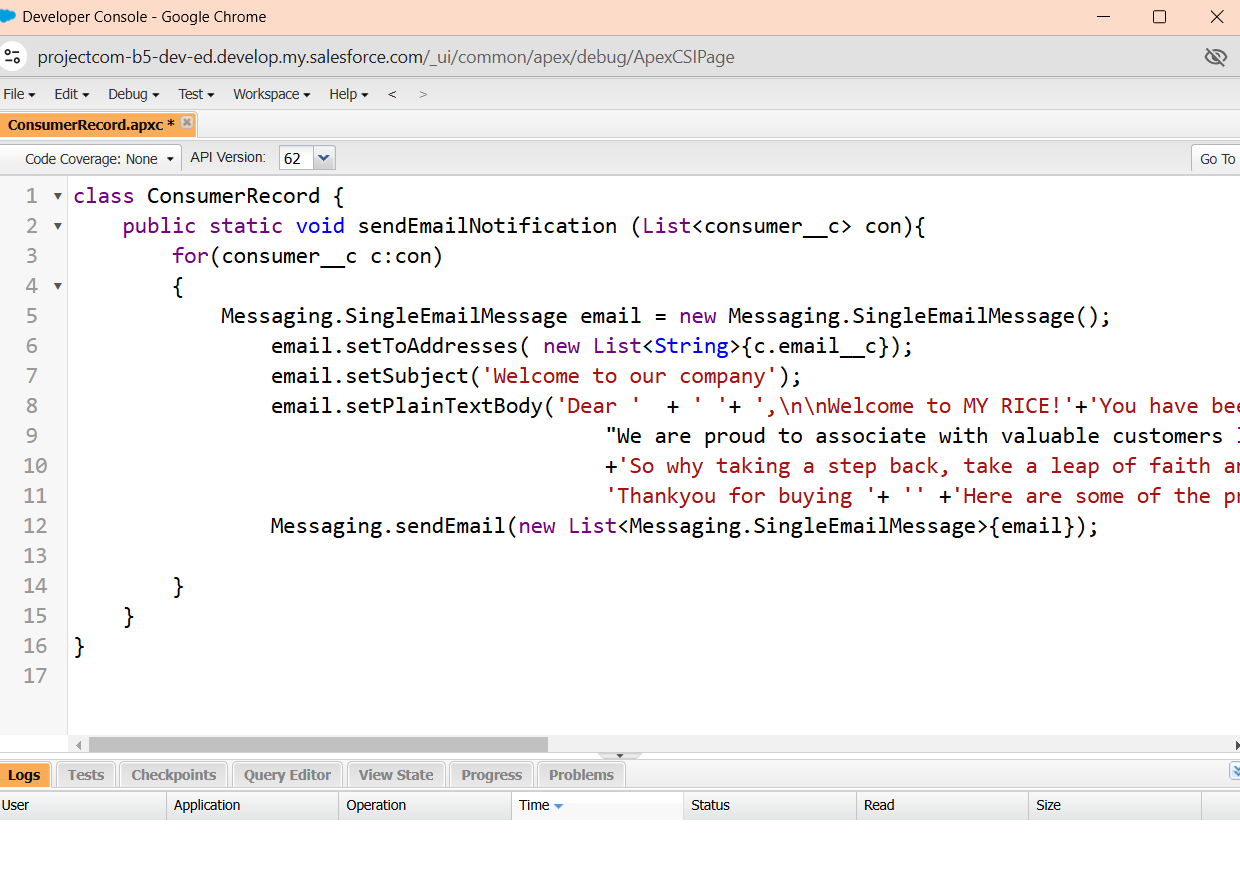 Developer Console - Google Chrome
projectcom-b5-dev-ed.develop.my.salesforce.com/_ui/common/apex/debug/ApexCSIPage
File Edit Debug Test Workspace Help < >
ConsumerRecord.apxc *
Code Coverage: None API Version: 62 Go To
1 class ConsumerRecord {
2 public static void sendEmailNotification (List<consumer__c> con){
3 for(consumer__c c:con)
4 {
5 Messaging.SingleEmailMessage email = new Messaging.SingleEmailMessage();
6 email.setToAddresses( new List<String>{c.email__c});
7 email.setSubject('Welcome to our company');
8 email.setPlainTextBody('Dear '  + ' '+ ',\n\nWelcome to MY RICE!'+'You have bee
9 "We are proud to associate with valuable customers
10 +'So why taking a step back, take a leap of faith a
11 'Thankyou for buying '+ '' +'Here are some of the p
12 Messaging.sendEmail(new List<Messaging.SingleEmailMessage>{email});
13
14 }
15 }
16 }
17
Logs Tests Checkpoints Query Editor View State Progress Problems
User Application Operation Time Status Read Size